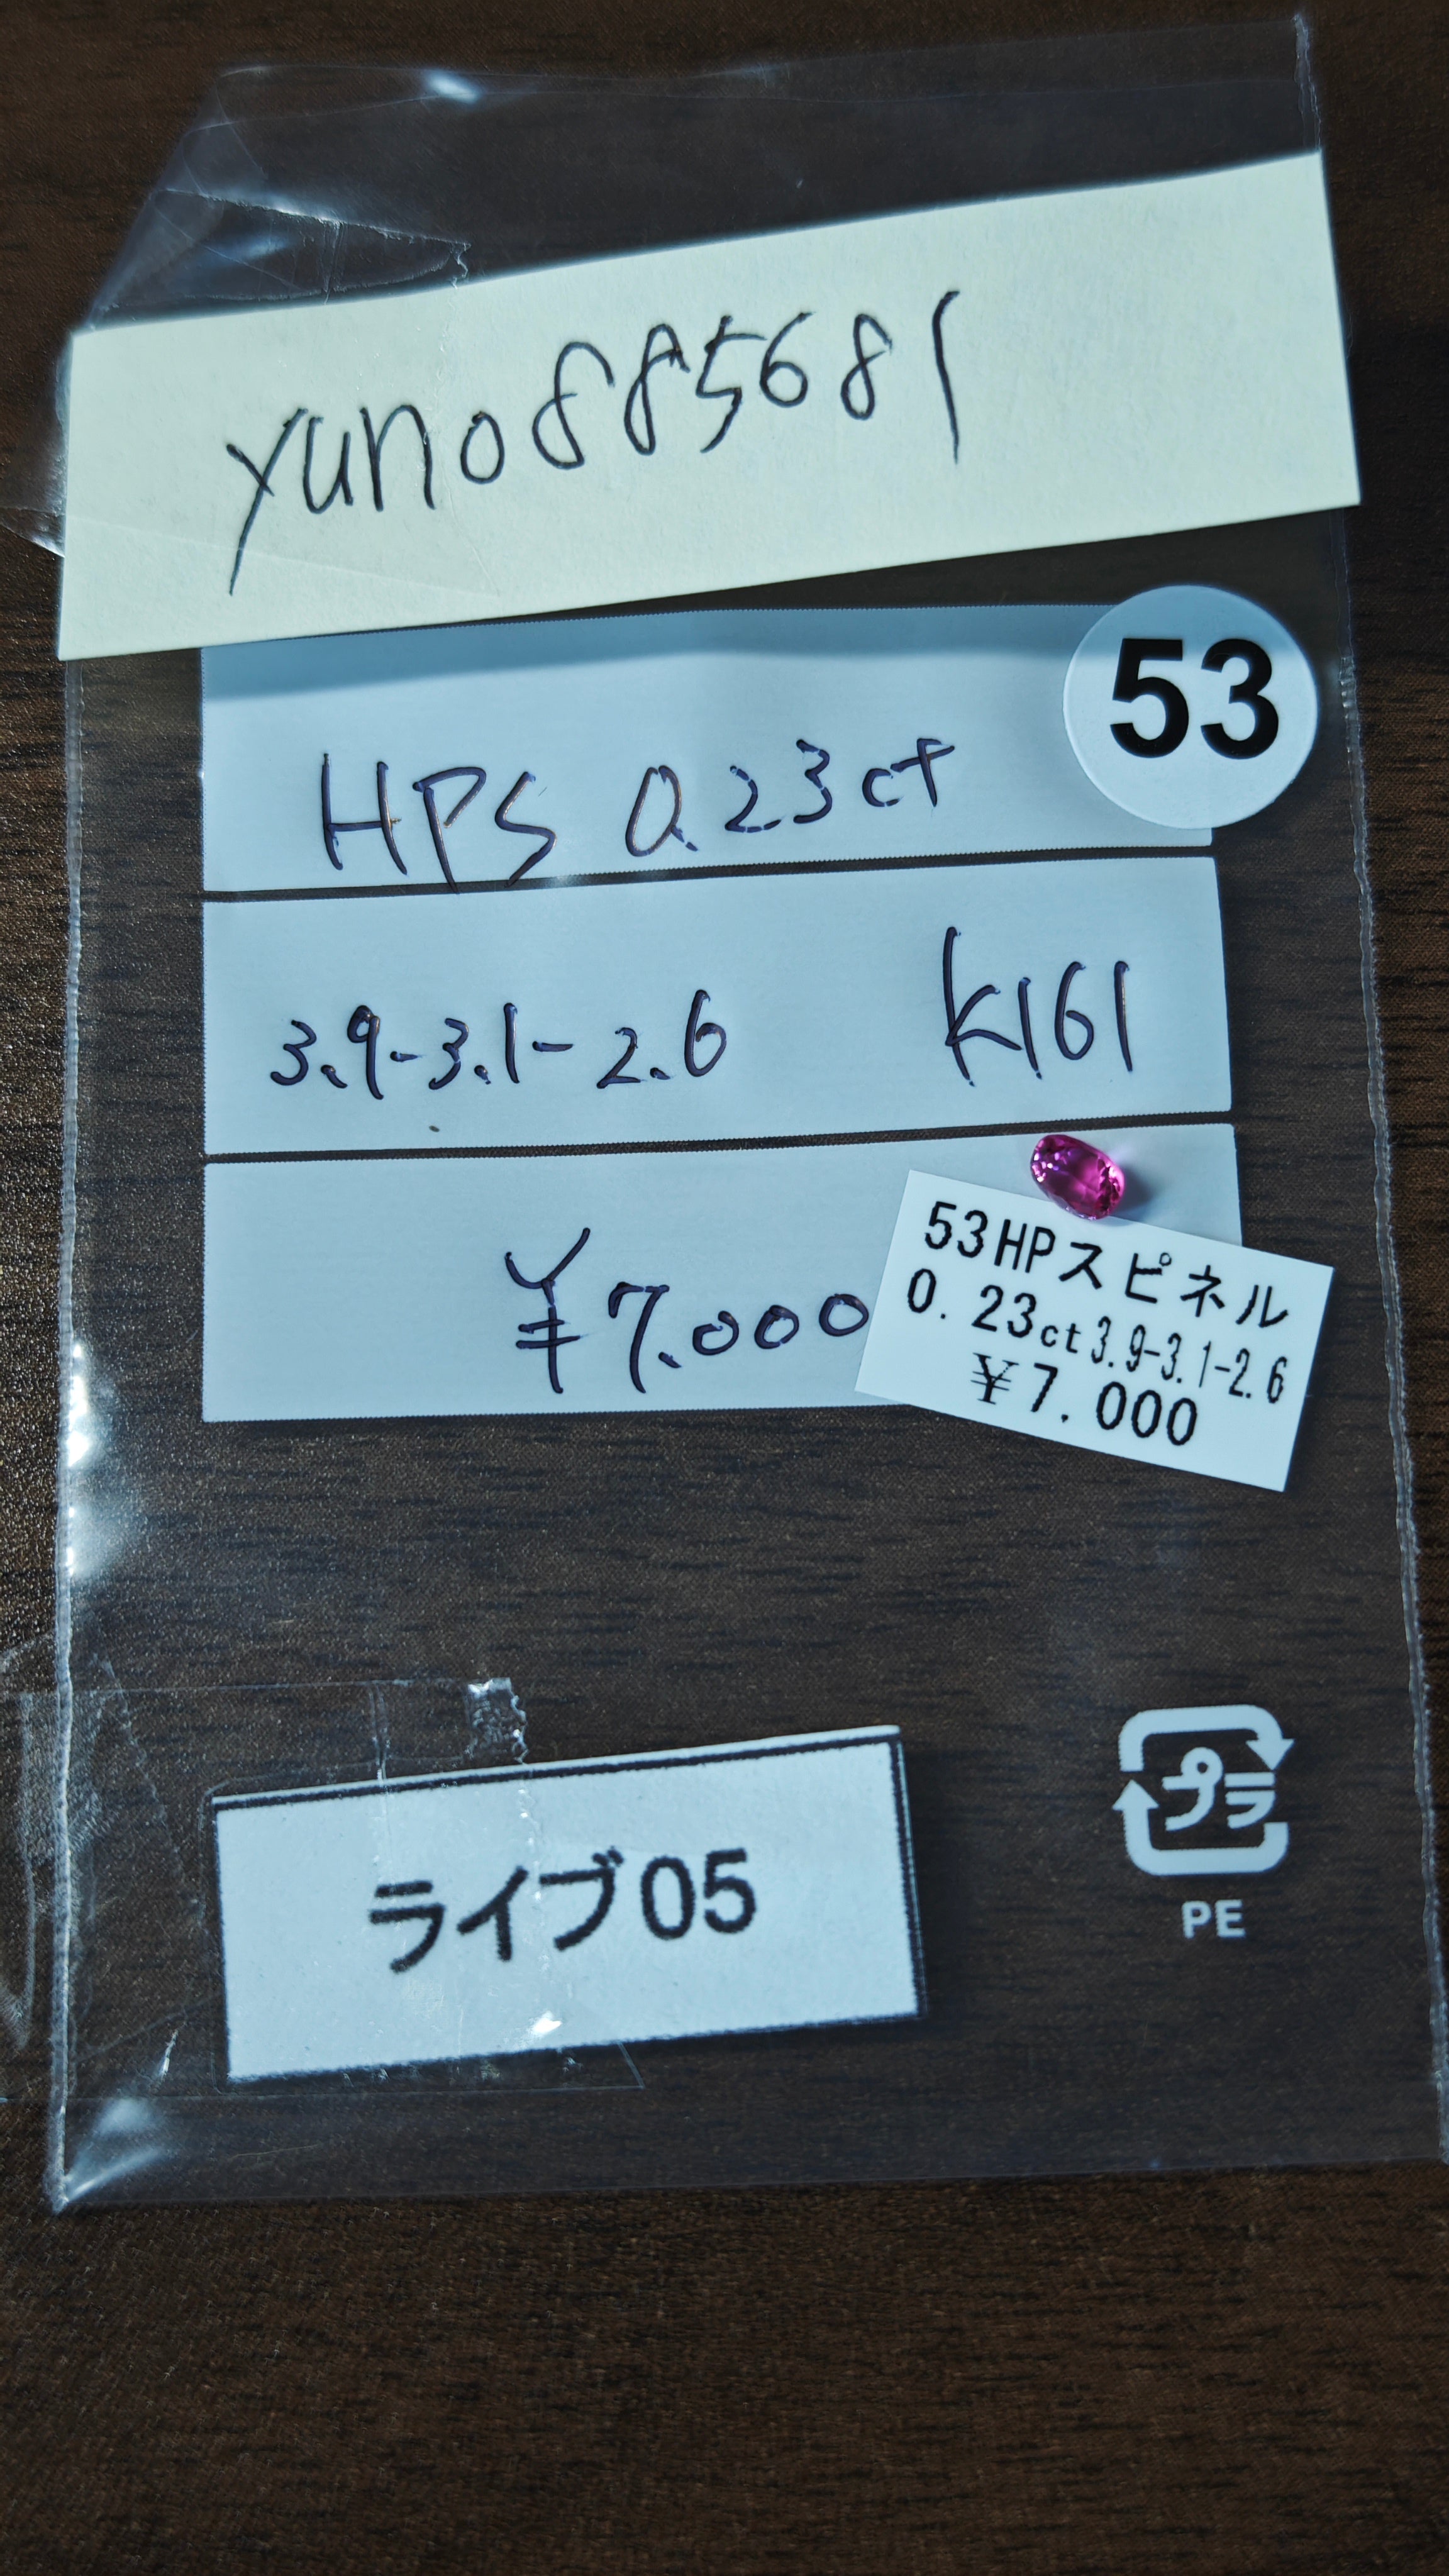 yuno885681
53
HPS 0.23ct
3.9-3.1-2.6 K161
¥7.000
53HPスピネル
0.23ct3.9-3.1-2.6
¥7.000
プラ
PE
ライブ05